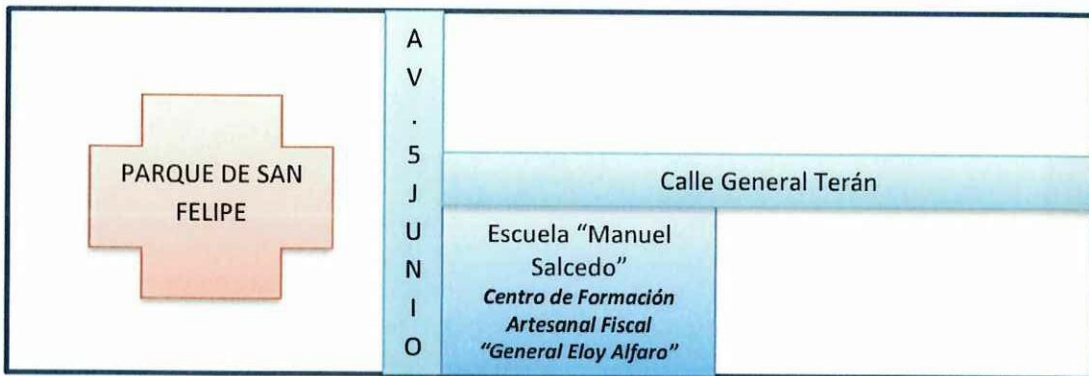 PARQUE DE SAN
FELIPE
A
V
.
5
J
U
N
I
O
Calle General Terán
Escuela “Manuel
Salcedo”
Centro de Formación
Artesanal Fiscal
“General Eloy Alfaro”